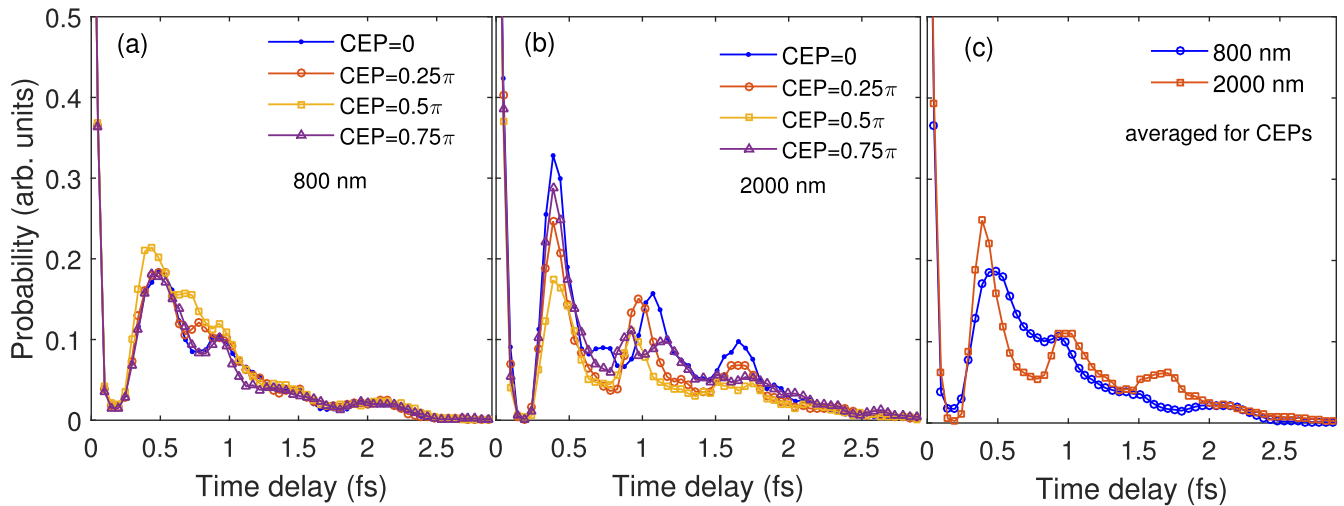 Probability (arb. units)
0.5
0.4
0.3
0.2
0.1
0
(a)
CEP=0
CEP=0.25π
CEP=0.5π
CEP=0.75π
800 nm
0 0.5 1 1.5 2 2.5
Time delay (fs)
(b)
CEP=0
CEP=0.25π
CEP=0.5π
CEP=0.75π
2000 nm
0 0.5 1 1.5 2 2.5
Time delay (fs)
(c)
800 nm
2000 nm
averaged for CEPs
0 0.5 1 1.5 2 2.5
Time delay (fs)